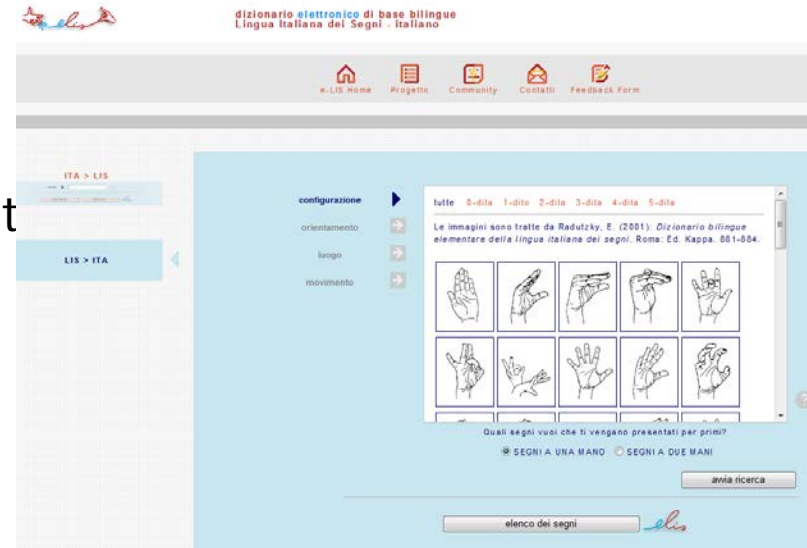 elis
dizionario elettronico di base bilingue
Lingua Italiana dei Segni - italiano
e-LIS Home Progetto Community Contatti Feedback Form
ITA > LIS
t
LIS > ITA
configurazione
orientamento
luogo
movimento
tutte 0-dita 1-dito 2-dita 3-dita 4-dita 5-dita
Le immagini sono tratte da Radutzky, E. (2001): Dizionario bilingue
elementare della lingua italiana dei segni. Roma: Ed. Kappa. 881-884.
Quali segni vuoi che ti vengano presentati per primi?
SEGNI A UNA MANO SEGNI A DUE MANI
avvia ricerca
elenco dei segni
elis
?